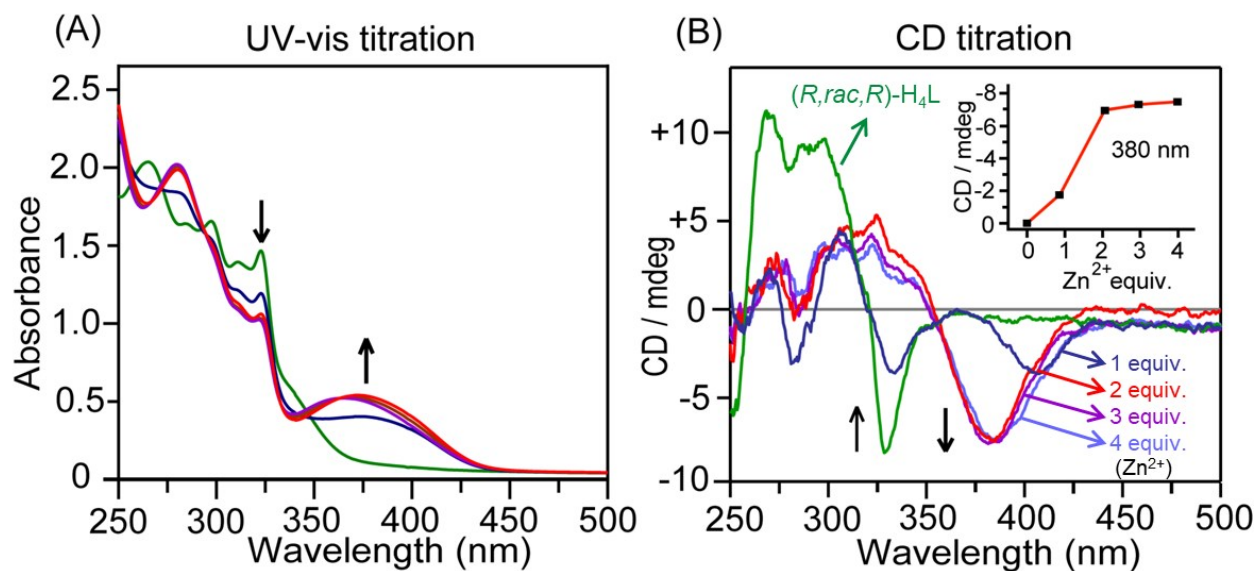 (A)
UV-vis titration
2.5
2.0
1.5
1.0
0.5
0
Absorbance
250
300
350
400
450
500
Wavelength (nm)
(B)
CD titration
+10
+5
0
-5
-10
CD / mdeg
(R,rac,R)-H₄L
-8
-6
-4
-2
0
CD / mdeg
380 nm
0 1 2 3 4
Zn²⁺equiv.
1 equiv.
2 equiv.
3 equiv.
4 equiv.
(Zn²⁺)
250
300
350
400
450
500
Wavelength (nm)